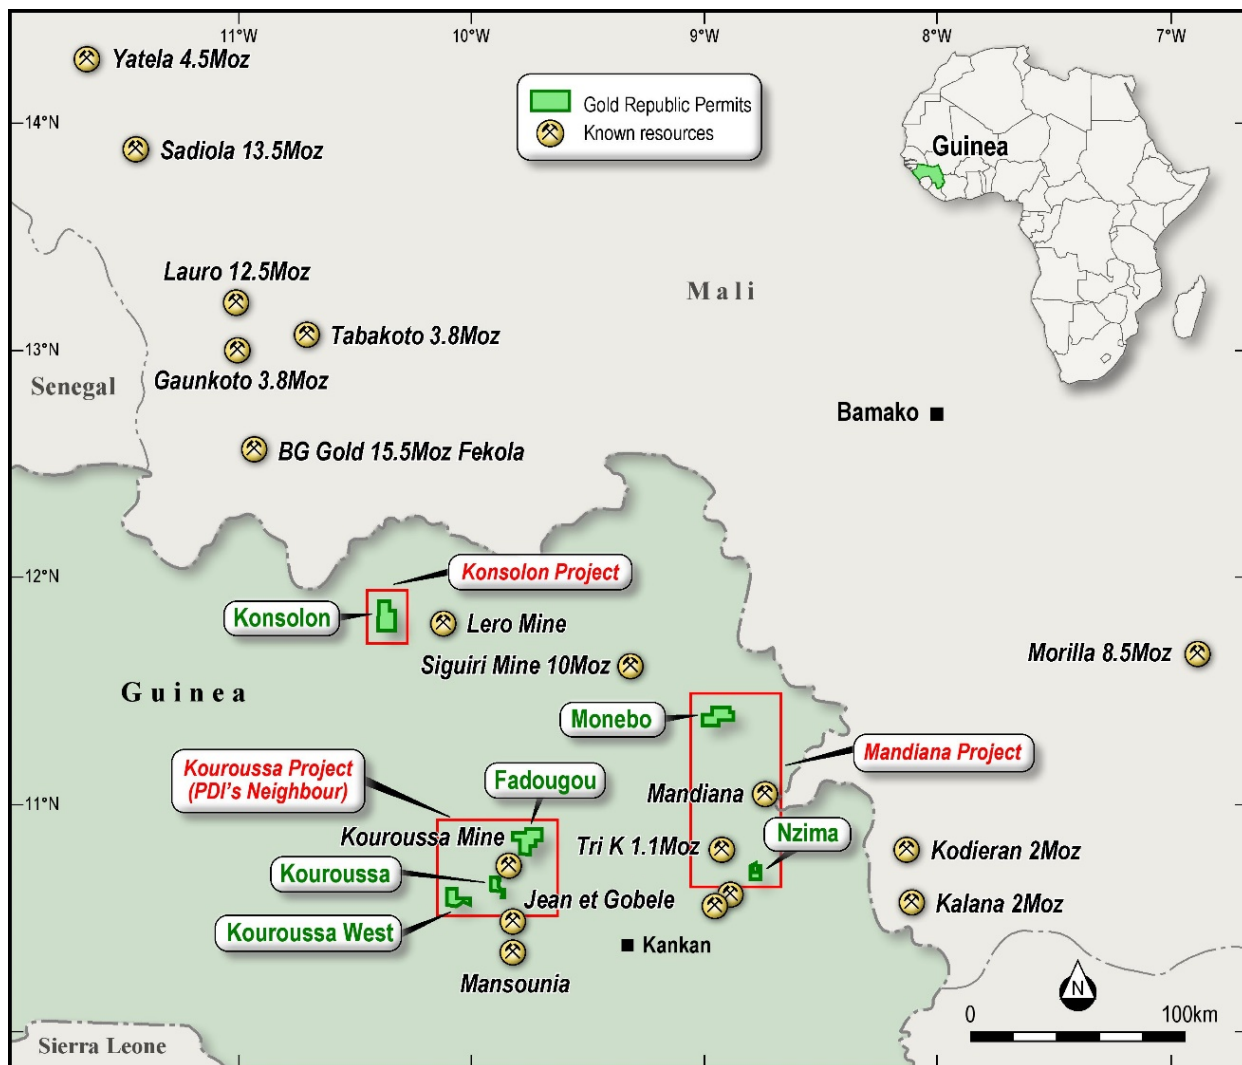 11°W
10°W
9°W
8°W
7°W
Yatela 4.5Moz
14°N
Sadiola 13.5Moz
Gold Republic Permits
Known resources
Guinea
Lauro 12.5Moz
Mali
Tabakoto 3.8Moz
13°N
Gaunkoto 3.8Moz
Senegal
Bamako
BG Gold 15.5Moz Fekola
12°N
Konsolon Project
Konsolon
Lero Mine
Siguiri Mine 10Moz
Morilla 8.5Moz
Guinea
Monebo
Mandiana Project
Kouroussa Project
(PDI's Neighbour)
Fadougou
Mandiana
11°N
Kouroussa Mine
Tri K 1.1Moz
Nzima
Kodieran 2Moz
Kouroussa
Jean et Gobele
Kalana 2Moz
Kouroussa West
Kankan
Mansounia
N
0
100km
Sierra Leone